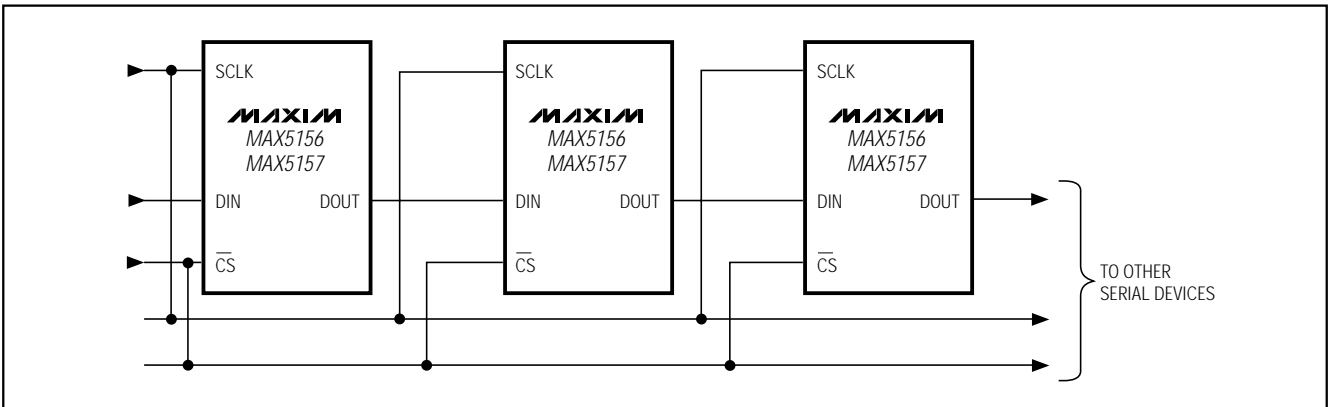 SCLK
MAXIM
MAX5156
MAX5157
DIN
DOUT
CS
SCLK
MAXIM
MAX5156
MAX5157
DIN
DOUT
CS
SCLK
MAXIM
MAX5156
MAX5157
DIN
DOUT
CS
TO OTHER
SERIAL DEVICES